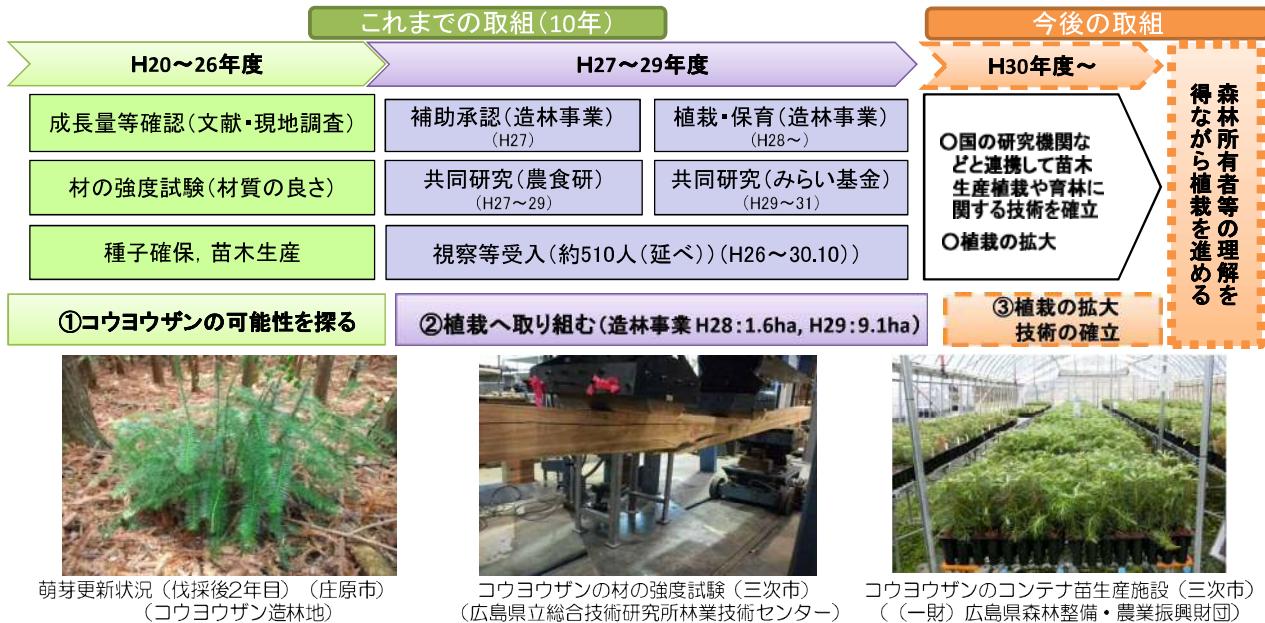 これまでの取組(10年)
今後の取組
H20～26年度
H27～29年度
H30年度～
成長量等確認(文献・現地調査)
材の強度試験(材質の良さ)
種子確保，苗木生産
補助承認(造林事業)
(H27)
植栽・保育(造林事業)
(H28～)
共同研究(農食研)
(H27～29)
共同研究(みらい基金)
(H29～31)
視察等受入(約510人(延べ))(H26～30.10))
○国の研究機関な
どと連携して苗木
生産植栽や育林に
関する技術を確立
○植栽の拡大
森林所有者等の理解を
得ながら植栽を進める
①コウヨウザンの可能性を探る
②植栽へ取り組む(造林事業 H28：1.6ha, H29：9.1ha)
③植栽の拡大
技術の確立
萌芽更新状況（伐採後2年目）（庄原市）
（コウヨウザン造林地）
コウヨウザンの材の強度試験（三次市）
（広島県立総合技術研究所林業技術センター）
コウヨウザンのコンテナ苗生産施設（三次市）
（（一財）広島県森林整備・農業振興財団）